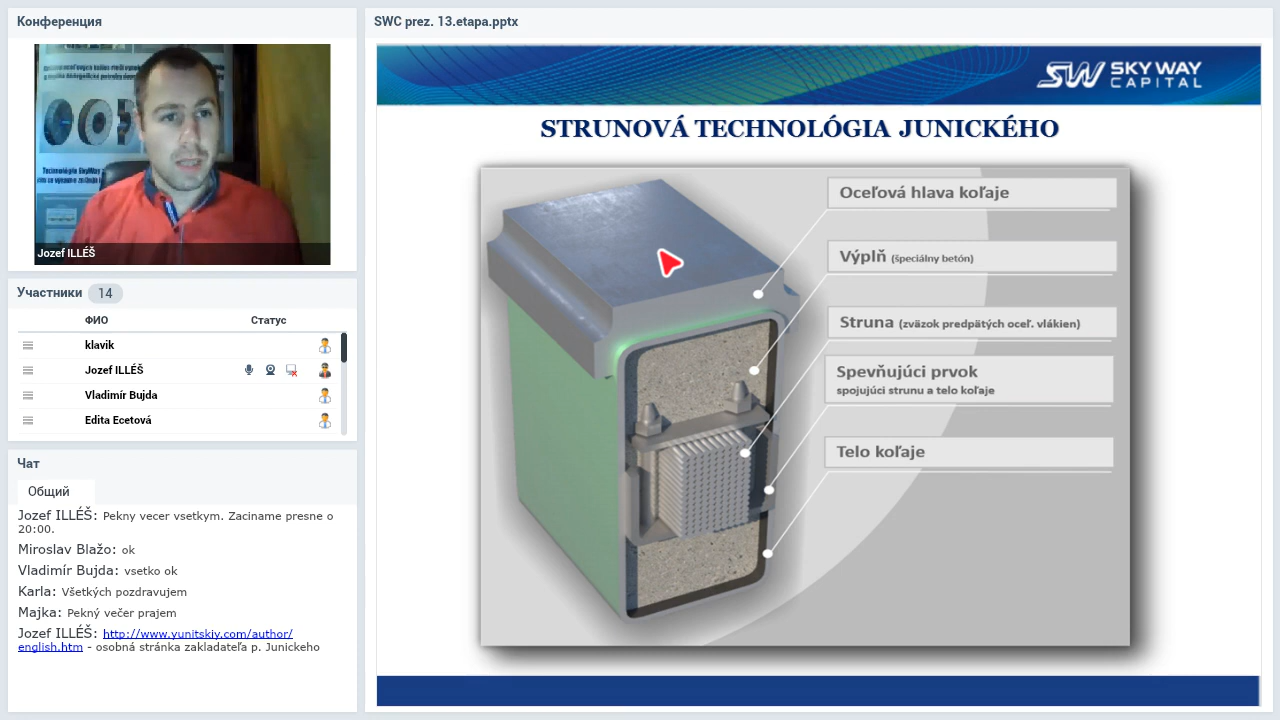 Конференция
Jozef ILLÉŠ
Участники 14
ФИО Статус
klavik
Jozef ILLÉŠ
Vladimír Bujda
Edita Ecetová
Чат
Общий
Jozef ILLÉŠ: Pekny vecer vsetkym. Zaciname presne o
20:00.
Miroslav Blažo: ok
Vladimír Bujda: vsetko ok
Karla: Všetkých pozdravujem
Majka: Pekný večer prajem
Jozef ILLÉŠ: http://www.yunitskiy.com/author/
english.htm - osobná stránka zakladateľa p. Junickeho
SWC prez. 13.etapa.pptx
SW SKY WAY
CAPITAL
STRUNOVÁ TECHNOLÓGIA JUNICKÉHO
Oceľová hlava koľaje
Výplň (špeciálny betón)
Struna (zväzok predpätých oceľ. vlákien)
Spevňujúci prvok
spojujúci strunu a telo koľaje
Telo koľaje